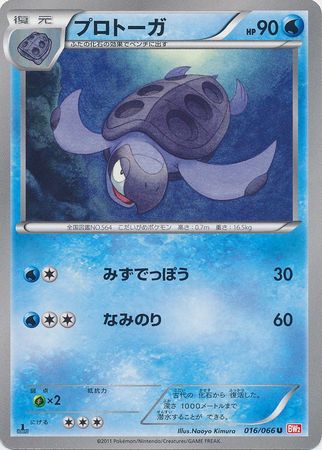 復元
プロトーガ
HP90
ふたの化石の効果でベンチに出す
全国図鑑NO.564 こだいがめポケモン 高さ：0.7m 重さ：16.5kg
みずでっぽう 30
なみのり 60
弱点 抵抗力
×2
にげる
古代の 化石から 復活した。
深さ 1000メートルまで
潜水することが できる。
Illus.Naoyo Kimura
016/066 U
©2011 Pokémon/Nintendo/Creatures/GAME FREAK.